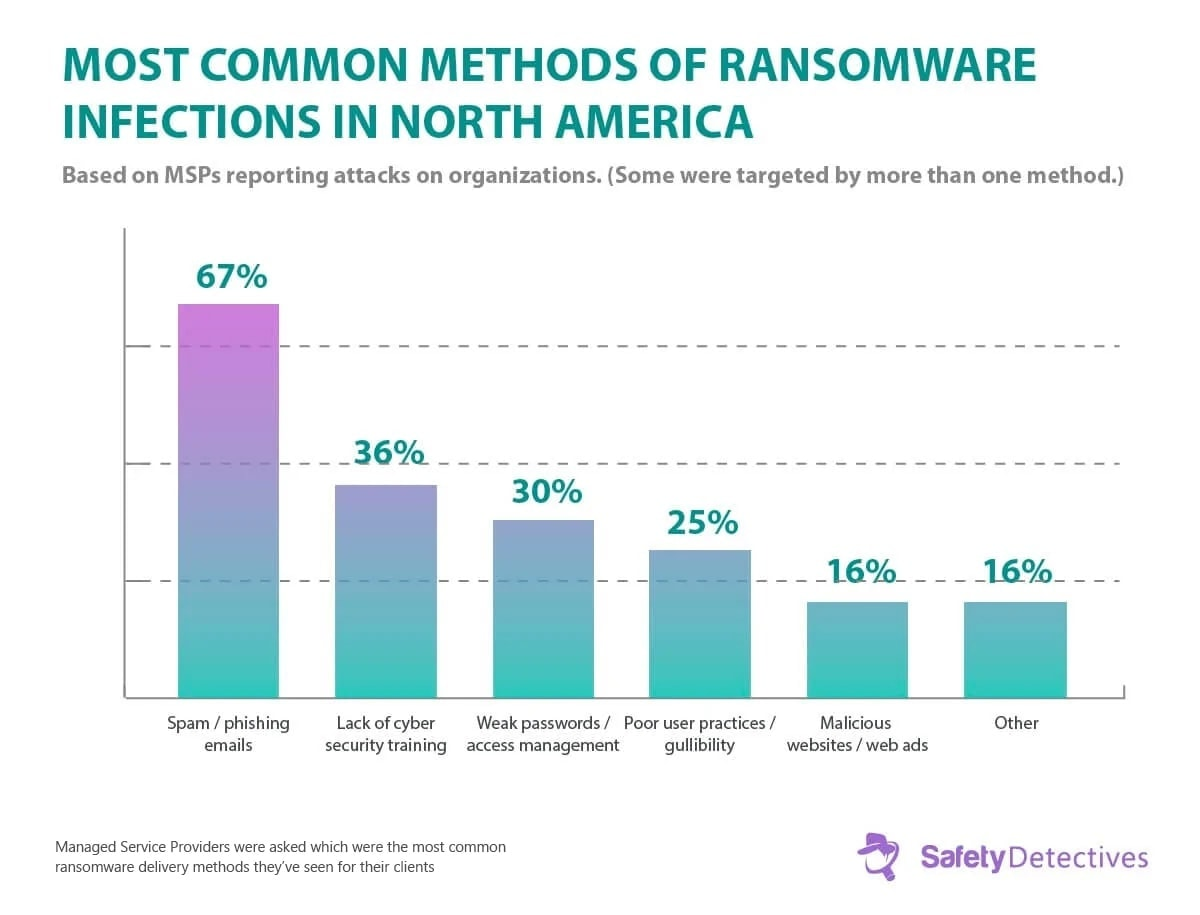 MOST COMMON METHODS OF RANSOMWARE
INFECTIONS IN NORTH AMERICA
Based on MSPs reporting attacks on organizations. (Some were targeted by more than one method.)
67%
36%
30%
25%
16%
16%
Spam / phishing
emails
Lack of cyber
security training
Weak passwords /
access management
Poor user practices /
gullibility
Malicious
websites / web ads
Other
Managed Service Providers were asked which were the most common
ransomware delivery methods they've seen for their clients
SafetyDetectives